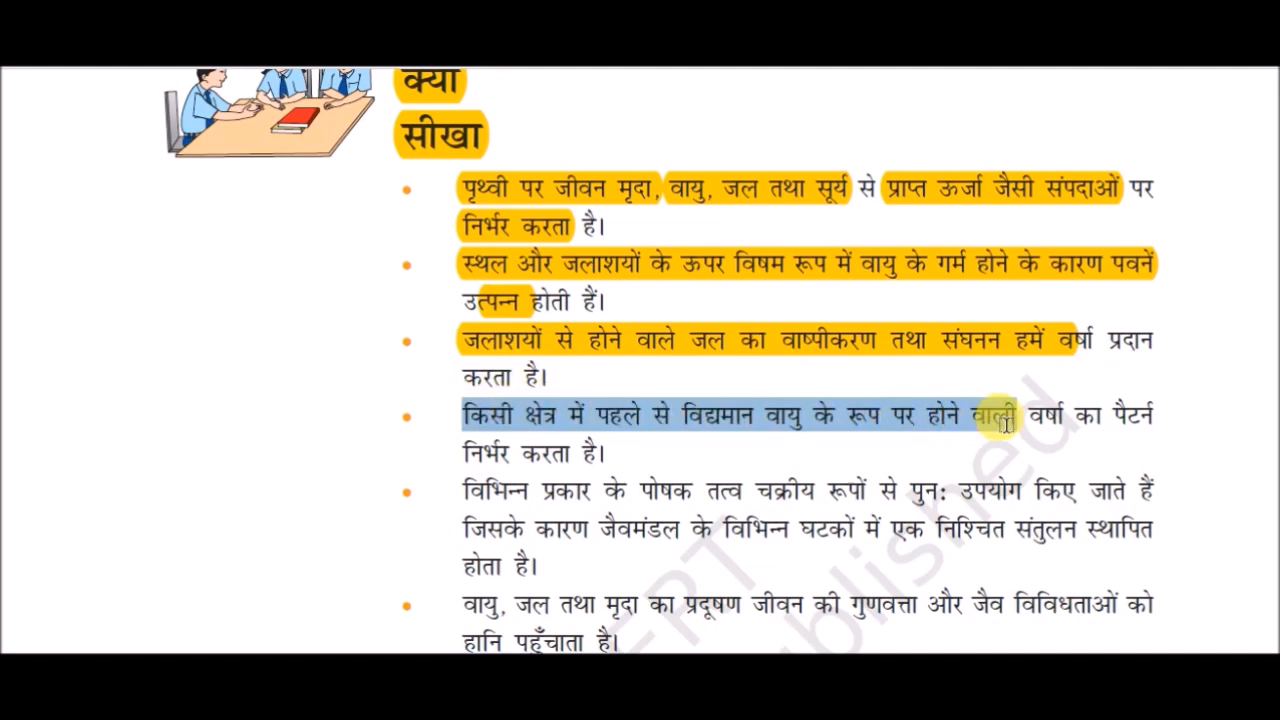 क्या
सीखा
• पृथ्वी पर जीवन मृदा, वायु, जल तथा सूर्य से प्राप्त ऊर्जा जैसी संपदाओं पर
निर्भर करता है।
• स्थल और जलाशयों के ऊपर विषम रूप में वायु के गर्म होने के कारण पवनें
उत्पन्न होती हैं।
• जलाशयों से होने वाले जल का वाष्पीकरण तथा संघनन हमें वर्षा प्रदान
करता है।
• किसी क्षेत्र में पहले से विद्यमान वायु के रूप पर होने वाली वर्षा का पैटर्न
निर्भर करता है।
• विभिन्न प्रकार के पोषक तत्व चक्रीय रूपों से पुन: उपयोग किए जाते हैं
जिसके कारण जैवमंडल के विभिन्न घटकों में एक निश्चित संतुलन स्थापित
होता है।
• वायु, जल तथा मृदा का प्रदूषण जीवन की गुणवत्ता और जैव विविधताओं को
हानि पहुँचाता है।